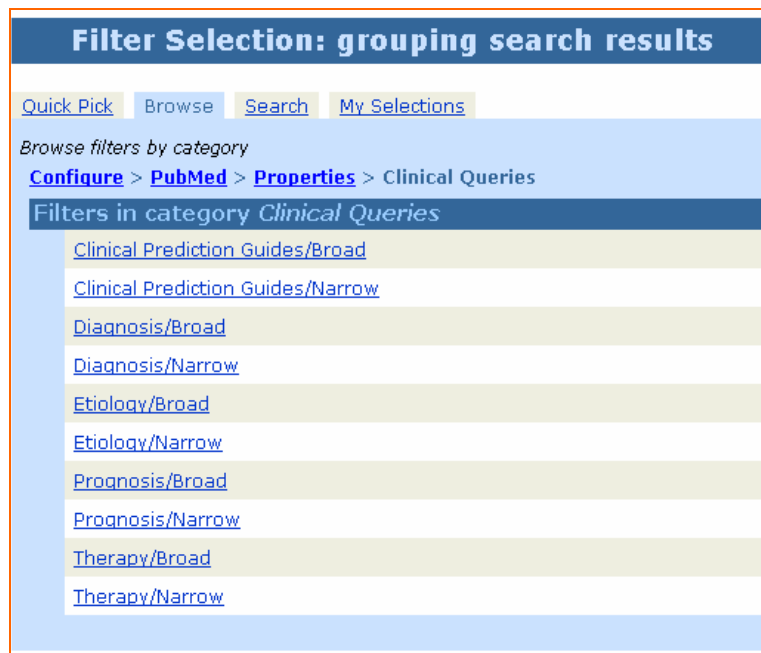 Filter Selection: grouping search results
Quick Pick Browse Search My Selections
Browse filters by category
Configure > PubMed > Properties > Clinical Queries
Filters in category Clinical Queries
Clinical Prediction Guides/Broad
Clinical Prediction Guides/Narrow
Diagnosis/Broad
Diagnosis/Narrow
Etiology/Broad
Etiology/Narrow
Prognosis/Broad
Prognosis/Narrow
Therapy/Broad
Therapy/Narrow